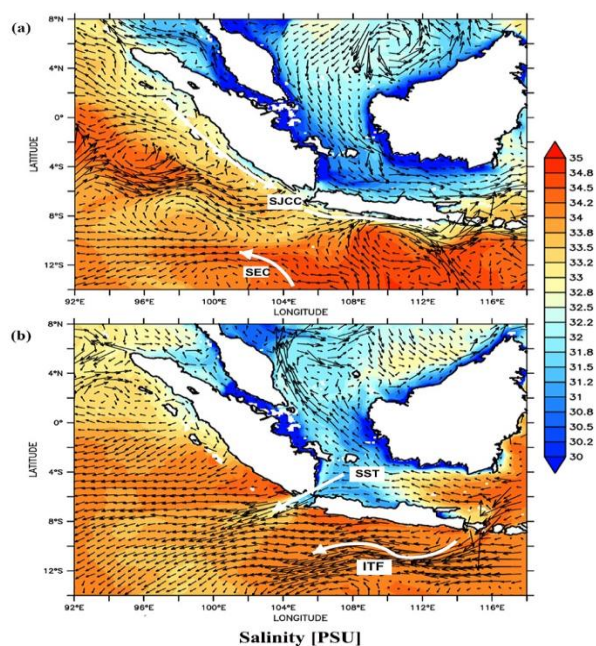 (a)
8°N
4°N
0°
4°S
8°S
12°S
LATITUDE
SJCC
SEC
92°E 96°E 100°E 104°E 108°E 112°E 116°E
LONGITUDE
(b)
8°N
4°N
0°
4°S
8°S
12°S
LATITUDE
SST
ITF
92°E 96°E 100°E 104°E 108°E 112°E 116°E
LONGITUDE
35
34.8
34.6
34.5
34.2
34
33.8
33.5
33.2
33
32.8
32.5
32.2
32
31.8
31.5
31.2
31
30.8
30.5
30.2
30
Salinity [PSU]